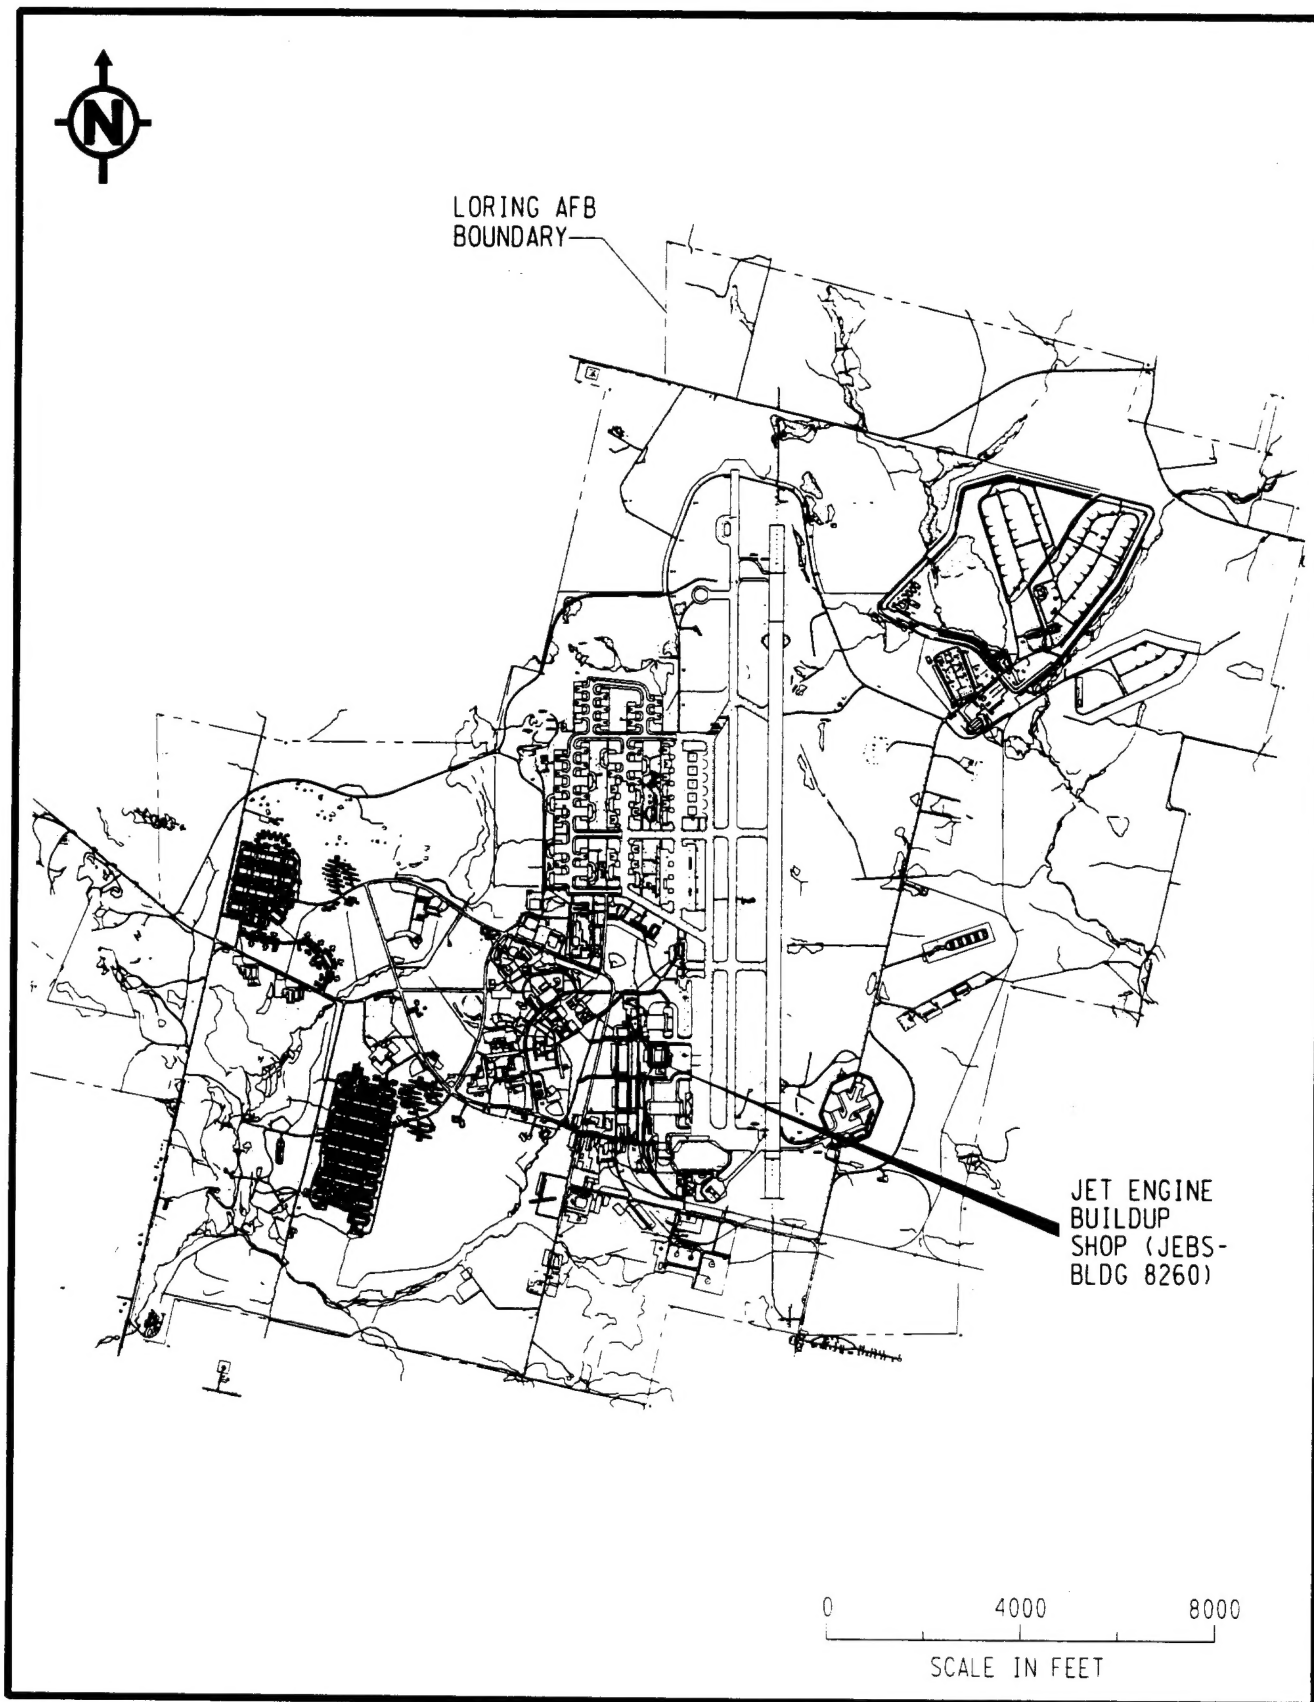 N
LORING AFB
BOUNDARY
JET ENGINE
BUILDUP
SHOP (JEBS-
BLDG 8260)
0 4000 8000
SCALE IN FEET